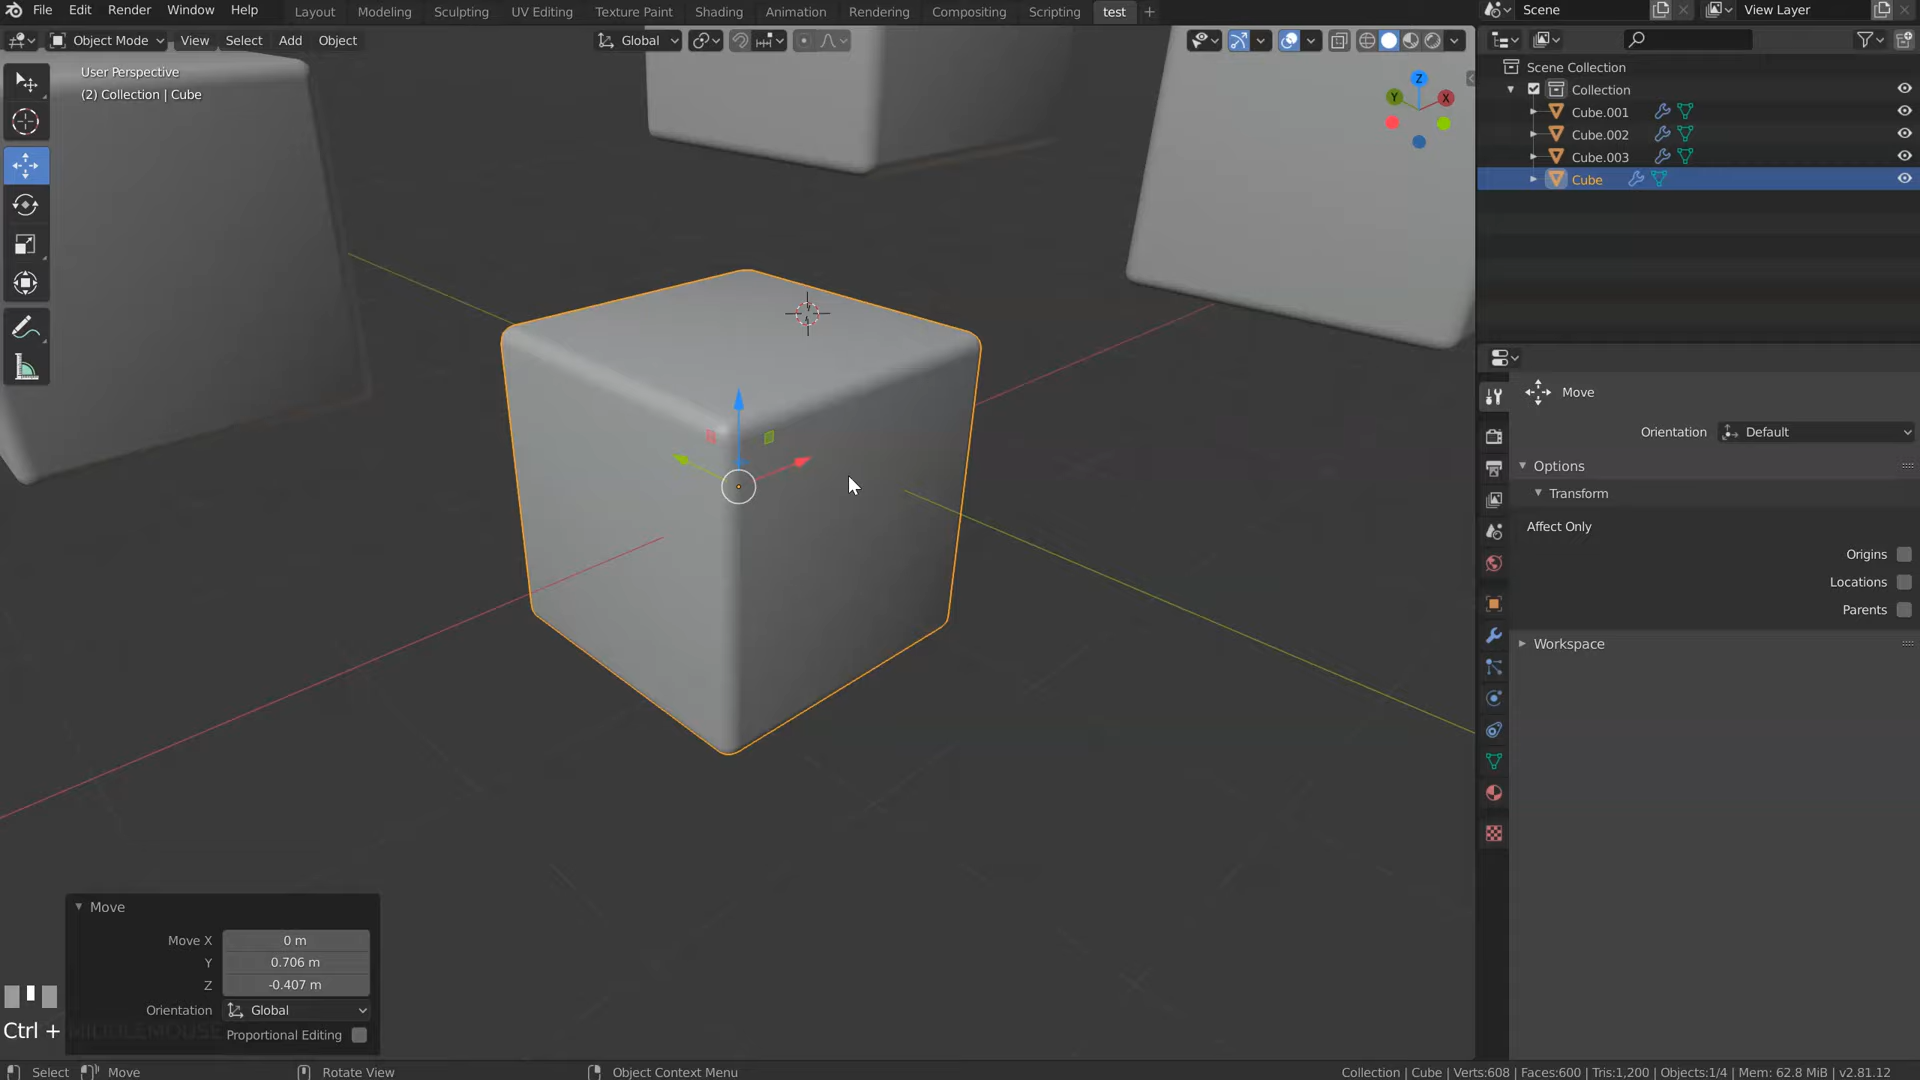 File Edit Render Window Help
Layout Modeling Sculpting UV Editing Texture Paint Shading Animation Rendering Compositing Scripting test +
Scene
View Layer
Object Mode View Select Add Object
Global
User Perspective
(2) Collection | Cube
Z
Y
X
Scene Collection
Collection
Cube.001
Cube.002
Cube.003
Cube
Move
Orientation Default
Options
Transform
Affect Only
Origins
Locations
Parents
Workspace
Move
Move X 0 m
Y 0.706 m
Z -0.407 m
Orientation Global
Proportional Editing
Ctrl + MIDDLEMOUSE
Select Move Rotate View Object Context Menu
Collection | Cube | Verts:608 | Faces:600 | Tris:1,200 | Objects:1/4 | Mem: 62.8 MiB | v2.81.12